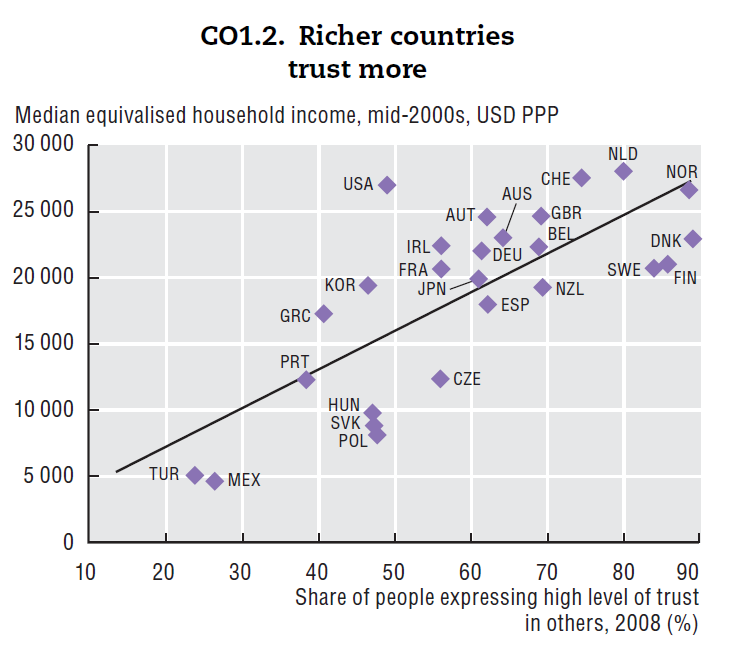 GO1.2. Richer countries
trust more
Median equivalised household income, mid-2000s, USD PPP
30 000
NLD
CHE
NOR
USA
AUS
25 000
AUT
GBR
BEL
DNK
IRL
DEU
FRA
SWE
20 000
FIN
KOR
JPN
NZL
GRC
ESP
15 000
PRT
CZE
10 000
HUN
SVK
POL
5 000
TUR
MEX
0
10 20 30 40 50 60 70 80 90
Share of people expressing high level of trust
in others, 2008 (%)